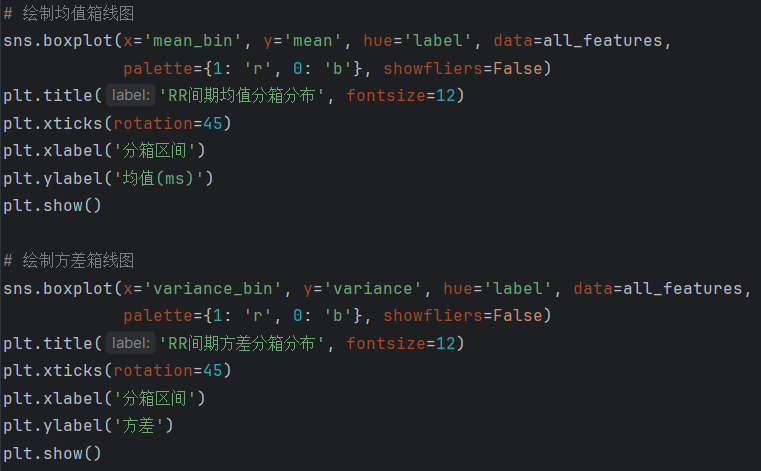 # 绘制均值箱线图
sns.boxplot(x='mean_bin', y='mean', hue='label', data=all_features,
palette={1: 'r', 0: 'b'}, showfliers=False)
plt.title( label: 'RR间期均值分箱分布', fontsize=12)
plt.xticks(rotation=45)
plt.xlabel('分箱区间')
plt.ylabel('均值(ms)')
plt.show()
# 绘制方差箱线图
sns.boxplot(x='variance_bin', y='variance', hue='label', data=all_features,
palette={1: 'r', 0: 'b'}, showfliers=False)
plt.title( label: 'RR间期方差分箱分布', fontsize=12)
plt.xticks(rotation=45)
plt.xlabel('分箱区间')
plt.ylabel('方差')
plt.show()